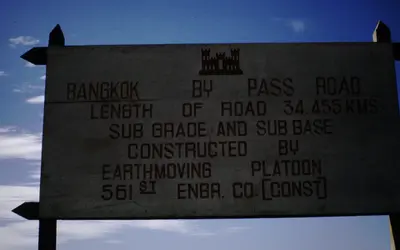 BANGKOK BY PASS ROAD
LENGTH OF ROAD 34.455 KMS
SUB GRADE AND SUB BASE
CONSTRUCTED BY
EARTHMOVING PLATOON
561ST ENBR. CO. (CONST)